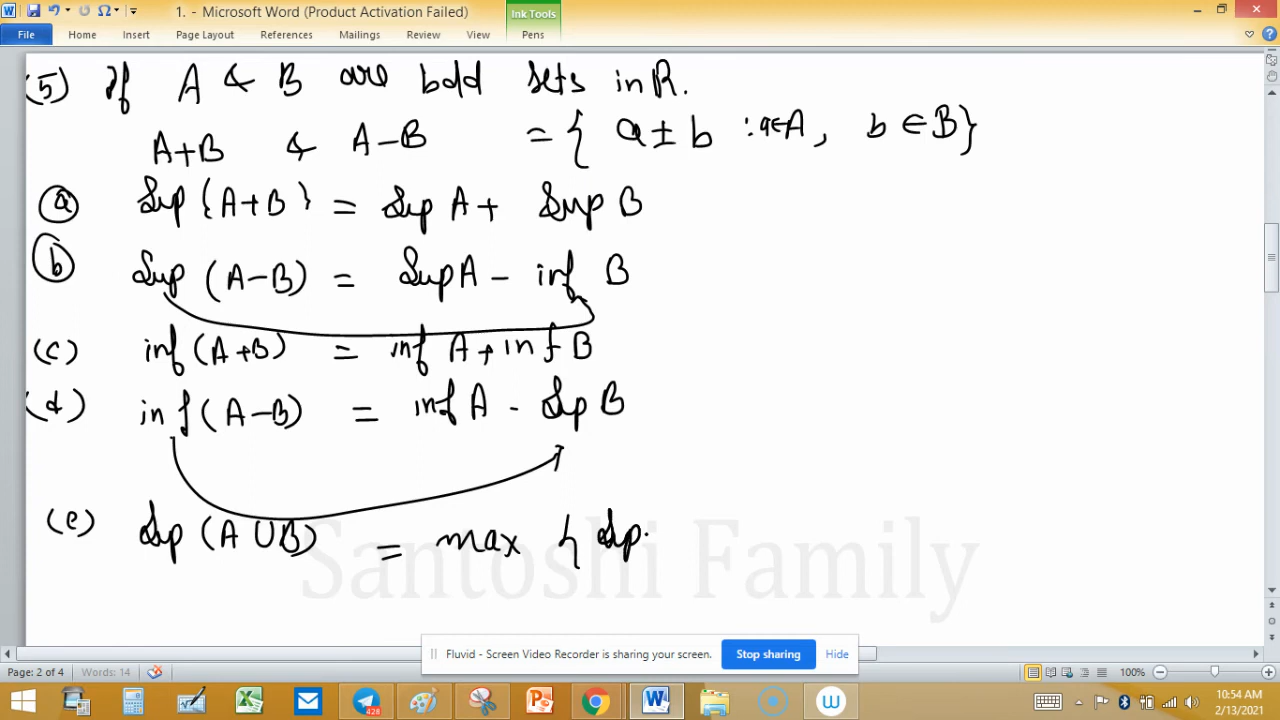 1. - Microsoft Word (Product Activation Failed)
Ink Tools
File Home Insert Page Layout References Mailings Review View Pens
(5) If A & B are bdd sets in R.
A+B & A-B = { a ± b : a∈A, b ∈ B}
(a) Sup {A+B} = Sup A + Sup B
(b) Sup (A-B) = Sup A - inf B
(c) inf (A+B) = inf A + inf B
(d) inf (A-B) = inf A - Sup B
(e) Sup (A ∪ B) = max { Sup
Santoshi Family
Fluvid - Screen Video Recorder is sharing your screen. Stop sharing Hide
Page: 2 of 4 Words: 14 100%
428
10:54 AM
2/13/2021